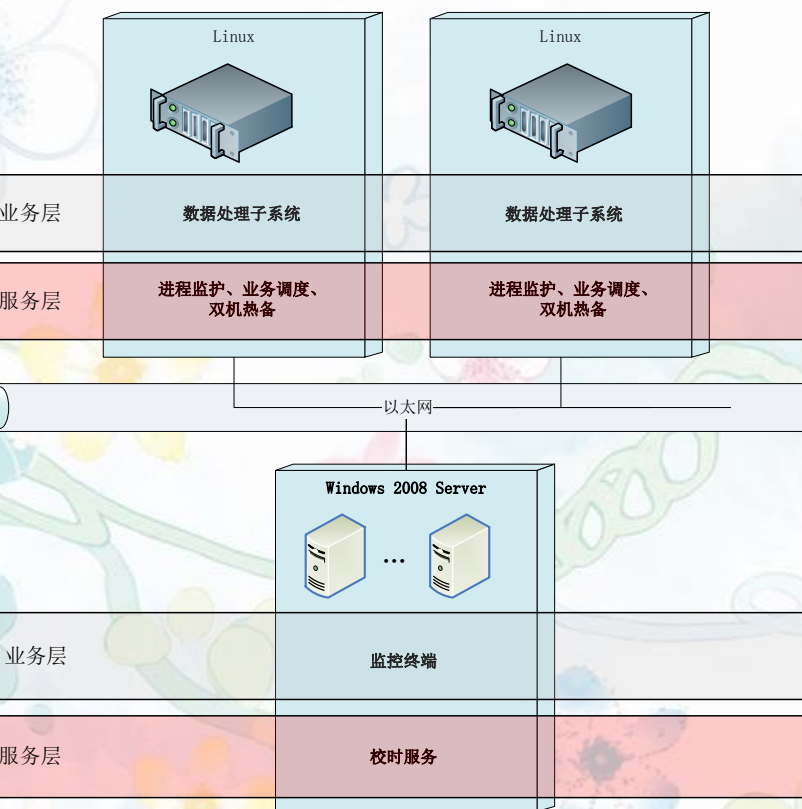 Linux
Linux
业务层
数据处理子系统
数据处理子系统
服务层
进程监护、业务调度、
双机热备
进程监护、业务调度、
双机热备
以太网
Windows 2008 Server
...
业务层
监控终端
服务层
校时服务